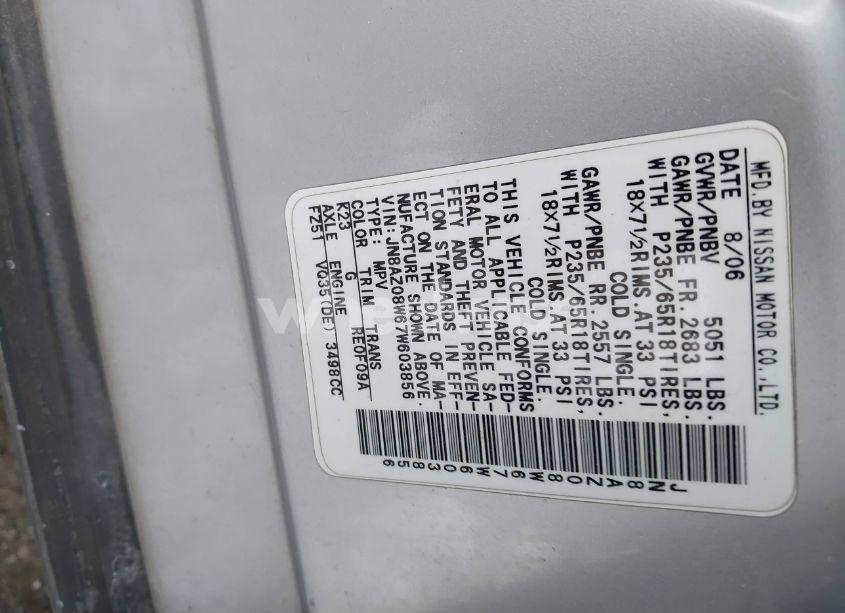 MFD.BY NISSAN MOTOR CO.,LTD.
DATE 8/06
GVWR/PNBV 5051 LBS.
GAWR/PNBE FR. 2683 LBS.
WITH P235/65R18TIRES,
18X7½RIMS.AT 33 PSI
COLD SINGLE.
GAWR/PNBE RR. 2557 LBS.
WITH P235/65R18TIRES,
18X7½RIMS.AT 33 PSI
COLD SINGLE.
THIS VEHICLE CONFORMS
TO ALL APPLICABLE FED-
ERAL MOTOR VEHICLE SA-
FETY AND THEFT PREVEN-
TION STANDARDS IN EFF-
ECT ON THE DATE OF MA-
NUFACTURE SHOWN ABOVE.
VIN:JN8AZ08W67W603856
TYPE: MPV
COLOR TRIM TRANS
K23 G RE0F09A
AXLE ENGINE
FZ51 VQ35(DE) 3498CC
JN8AZ08W67W603856